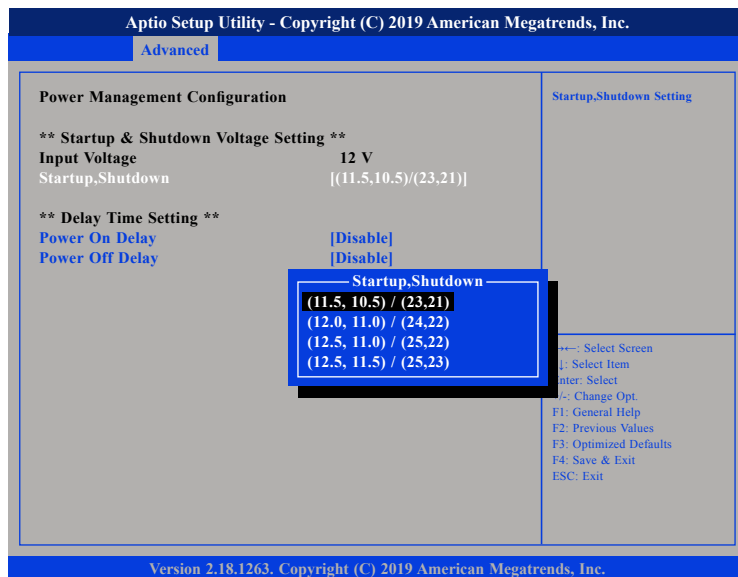 Aptio Setup Utility - Copyright (C) 2019 American Megatrends, Inc.
Advanced
Power Management Configuration
** Startup & Shutdown Voltage Setting **
Input Voltage 12 V
Startup,Shutdown [(11.5,10.5)/(23,21)]
** Delay Time Setting **
Power On Delay [Disable]
Power Off Delay [Disable]
Startup,Shutdown
(11.5, 10.5) / (23,21)
(12.0, 11.0) / (24,22)
(12.5, 11.0) / (25,22)
(12.5, 11.5) / (25,23)
Startup,Shutdown Setting
→←: Select Screen
↓: Select Item
nter: Select
/-: Change Opt.
F1: General Help
F2: Previous Values
F3: Optimized Defaults
F4: Save & Exit
ESC: Exit
Version 2.18.1263. Copyright (C) 2019 American Megatrends, Inc.